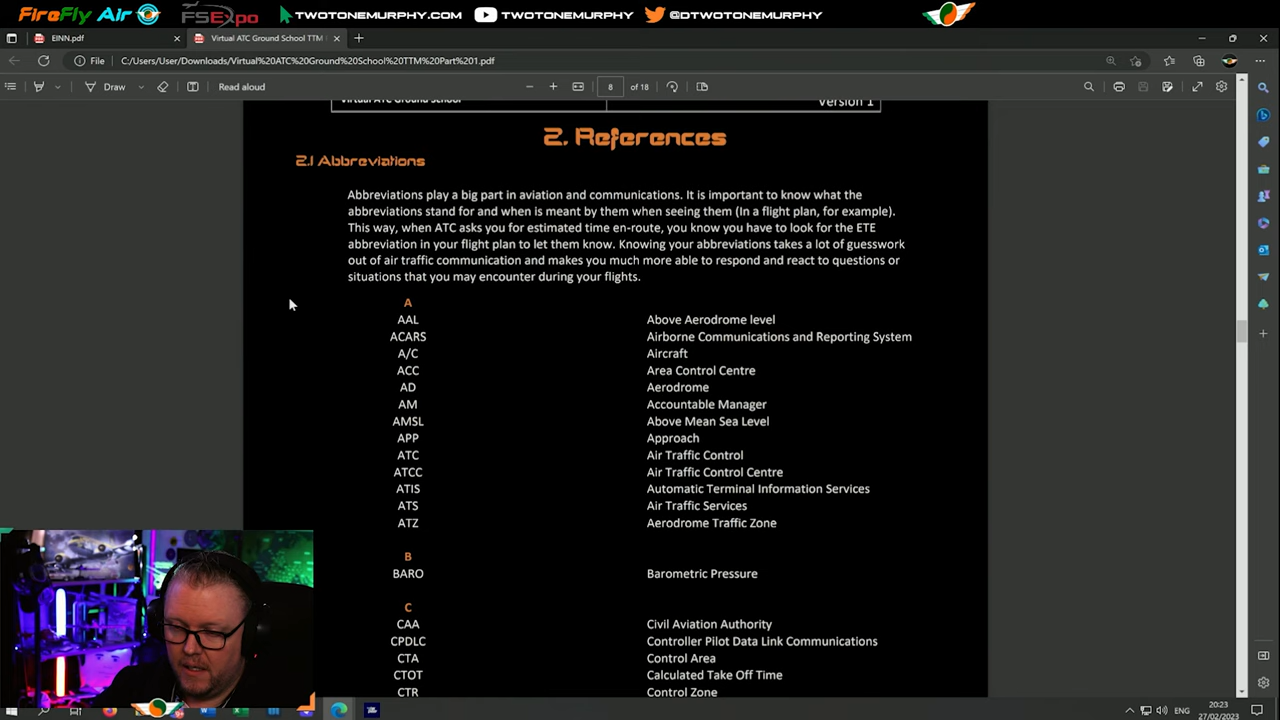 FireFly Air FSExpo TWOTONEMURPHY.COM TWOTONEMURPHY @DTWOTONEMURPHY
EINN.pdf Virtual ATC Ground School TTM
File C:/Users/User/Downloads/Virtual%20ATC%20Ground%20School%20TTM%20Part%201.pdf
Draw Read aloud 8 of 18
Virtual ATC Ground School Version 1
2. References
2.1 Abbreviations
Abbreviations play a big part in aviation and communications. It is important to know what the
abbreviations stand for and when is meant by them when seeing them (In a flight plan, for example).
This way, when ATC asks you for estimated time en-route, you know you have to look for the ETE
abbreviation in your flight plan to let them know. Knowing your abbreviations takes a lot of guesswork
out of air traffic communication and makes you much more able to respond and react to questions or
situations that you may encounter during your flights.
A
AAL Above Aerodrome level
ACARS Airborne Communications and Reporting System
A/C Aircraft
ACC Area Control Centre
AD Aerodrome
AM Accountable Manager
AMSL Above Mean Sea Level
APP Approach
ATC Air Traffic Control
ATCC Air Traffic Control Centre
ATIS Automatic Terminal Information Services
ATS Air Traffic Services
ATZ Aerodrome Traffic Zone
B
BARO Barometric Pressure
C
CAA Civil Aviation Authority
CPDLC Controller Pilot Data Link Communications
CTA Control Area
CTOT Calculated Take Off Time
CTR Control Zone
ENG 20:23
27/02/2023